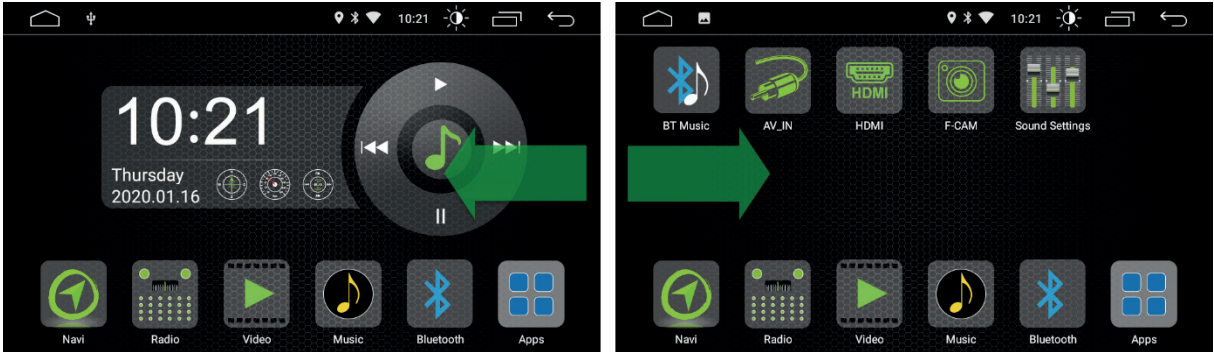 10:21
10:21
Thursday
2020.01.16
Navi
Radio
Video
Music
Bluetooth
Apps
10:21
HDMI
BT Music
AV_IN
HDMI
F-CAM
Sound Settings
Navi
Radio
Video
Music
Bluetooth
Apps